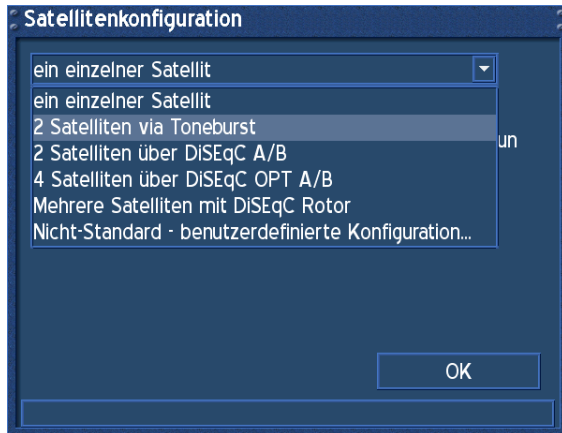 Satellitenkonfiguration
ein einzelner Satellit
ein einzelner Satellit
2 Satelliten via Toneburst
un
2 Satelliten über DiSEqC A/B
4 Satelliten über DiSEqC OPT A/B
Mehrere Satelliten mit DiSEqC Rotor
Nicht-Standard - benutzerdefinierte Konfiguration...
OK